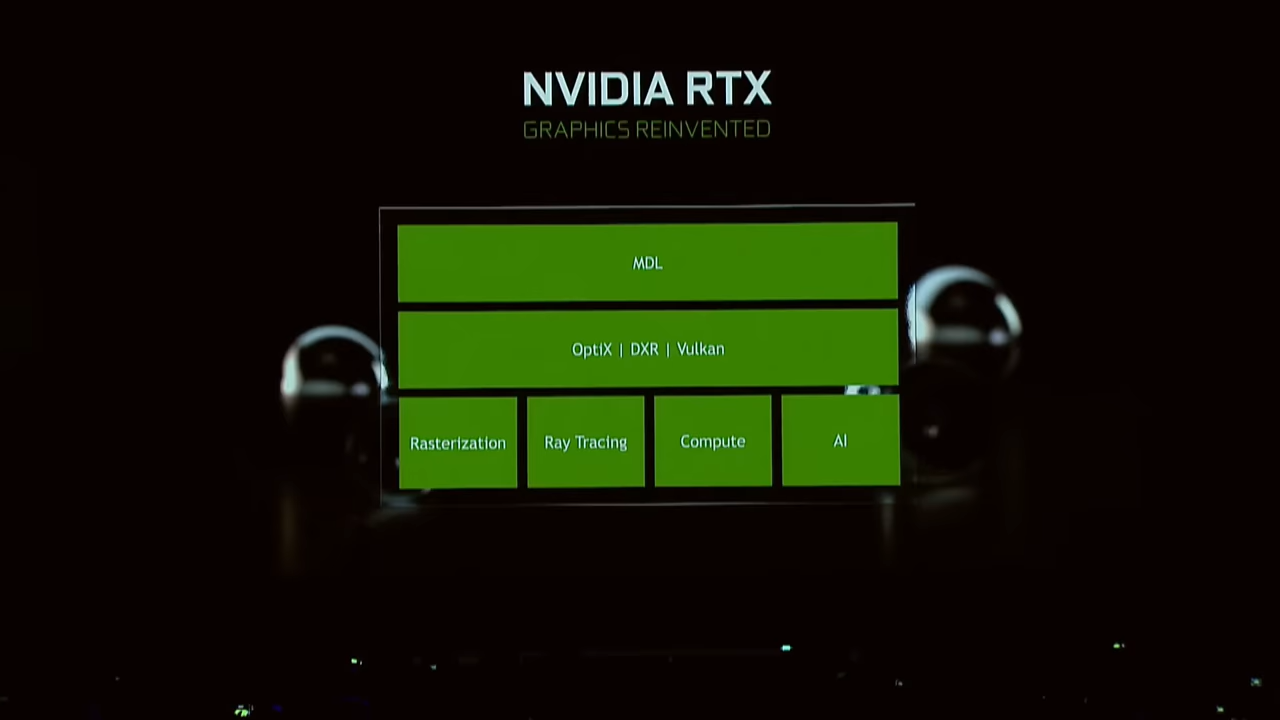 NVIDIA RTX
GRAPHICS REINVENTED
MDL
OptiX | DXR | Vulkan
Rasterization
Ray Tracing
Compute
AI